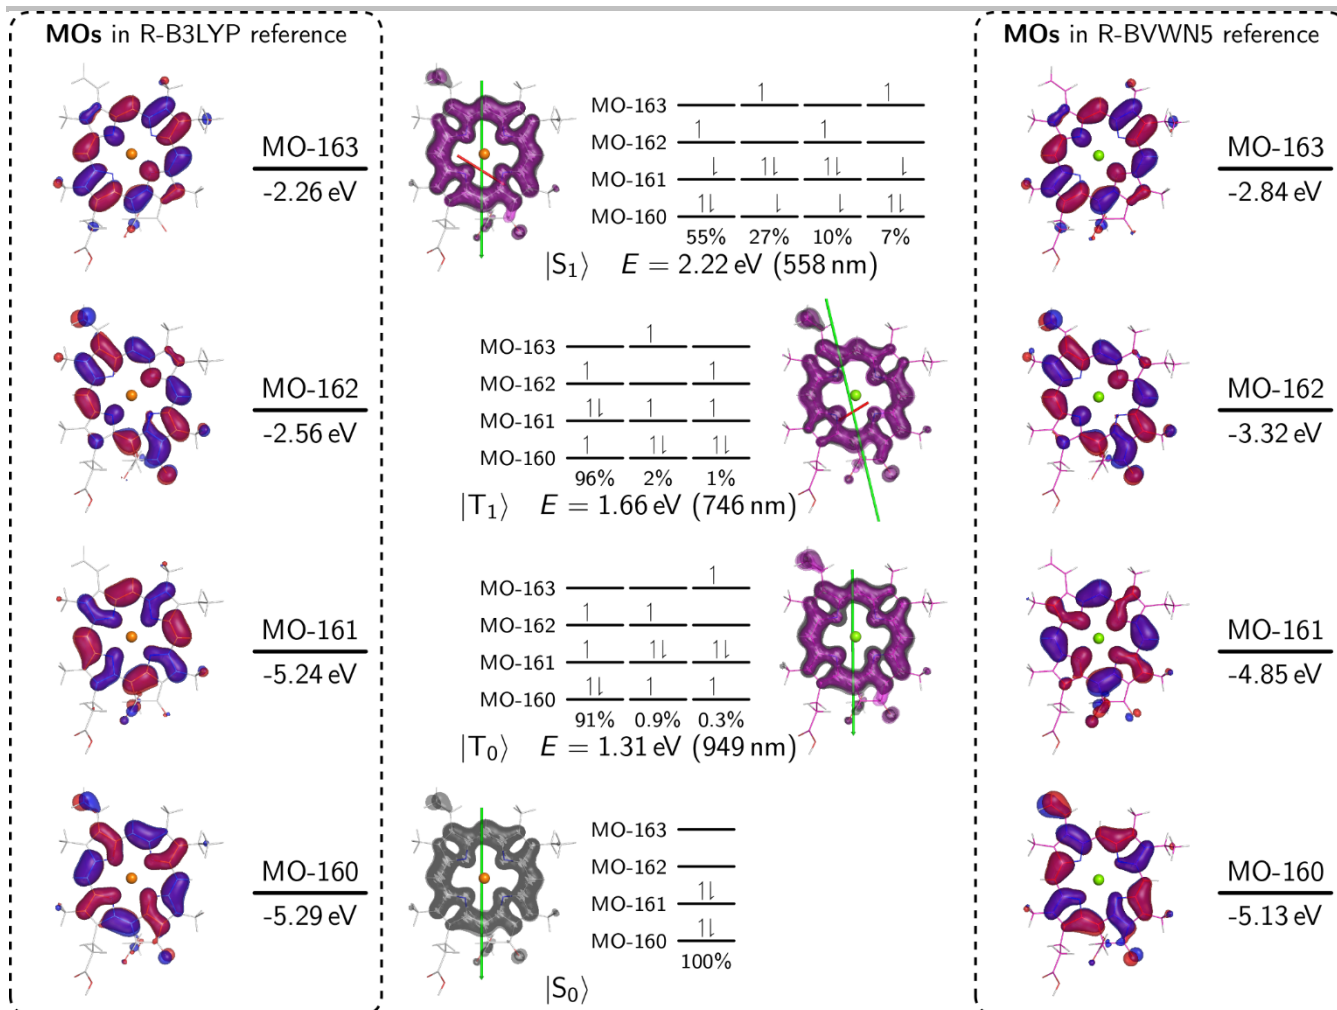 MOs in R-B3LYP reference
MO-163
-2.26 eV
MO-162
-2.56 eV
MO-161
-5.24 eV
MO-160
-5.29 eV
MO-163
MO-162
MO-161
MO-160
55% 27% 10% 7%
|S₁⟩ E = 2.22 eV (558 nm)
MO-163
MO-162
MO-161
MO-160
96% 2% 1%
|T₁⟩ E = 1.66 eV (746 nm)
MO-163
MO-162
MO-161
MO-160
91% 0.9% 0.3%
|T₀⟩ E = 1.31 eV (949 nm)
MO-163
MO-162
MO-161
MO-160
100%
|S₀⟩
MOs in R-BVWN5 reference
MO-163
-2.84 eV
MO-162
-3.32 eV
MO-161
-4.85 eV
MO-160
-5.13 eV